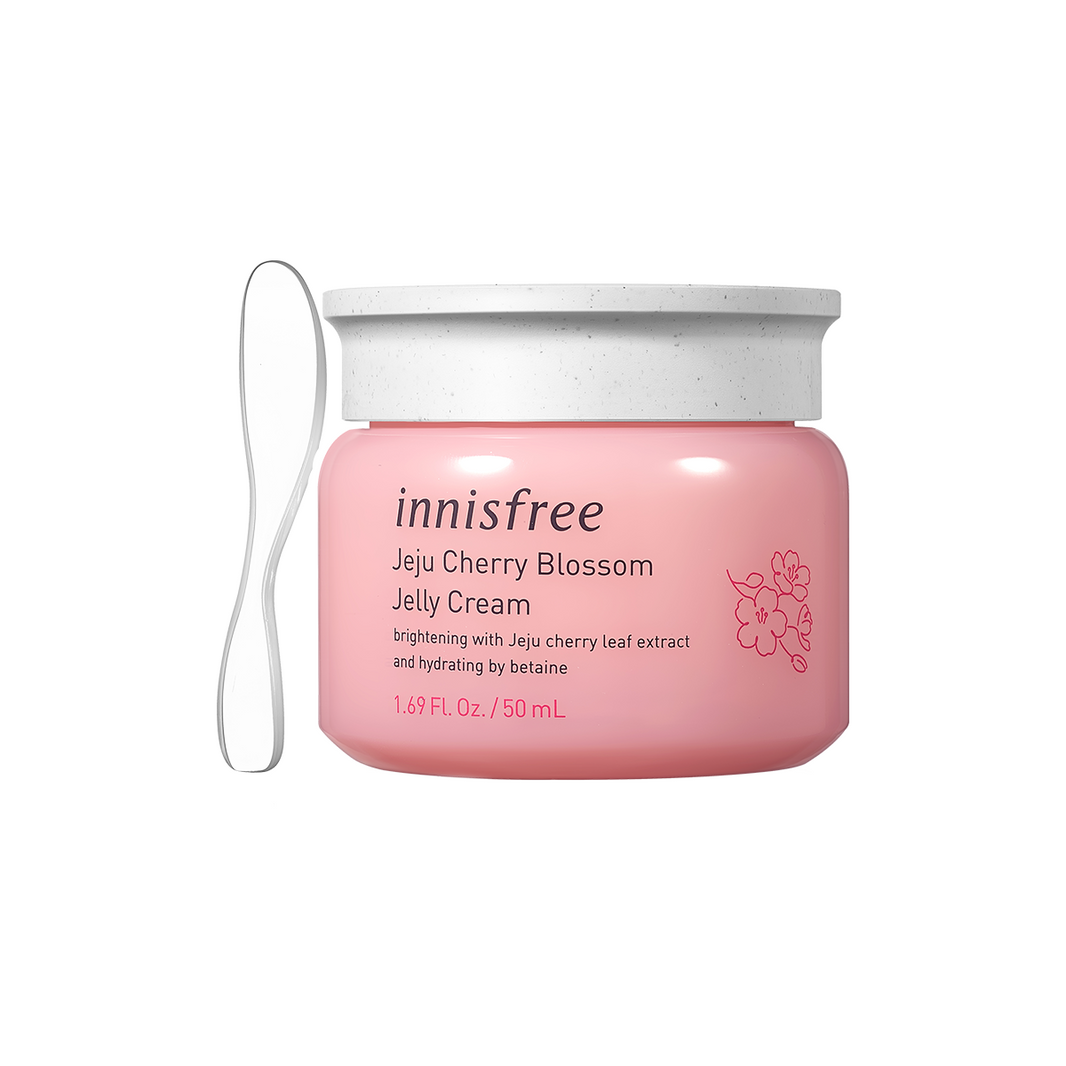 innisfree
Jeju Cherry Blossom
Jelly Cream
brightening with Jeju cherry leaf extract
and hydrating by betaine
1.69 Fl. Oz. / 50 mL